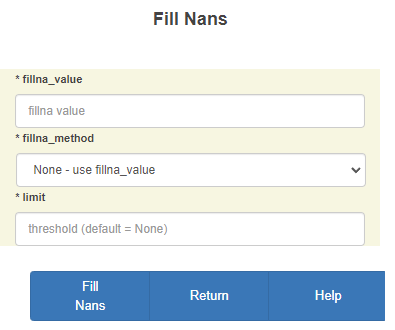 Fill Nans
* fillna_value
fillna value
* fillna_method
None - use fillna_value
* limit
threshold (default = None)
Fill
Nans
Return
Help